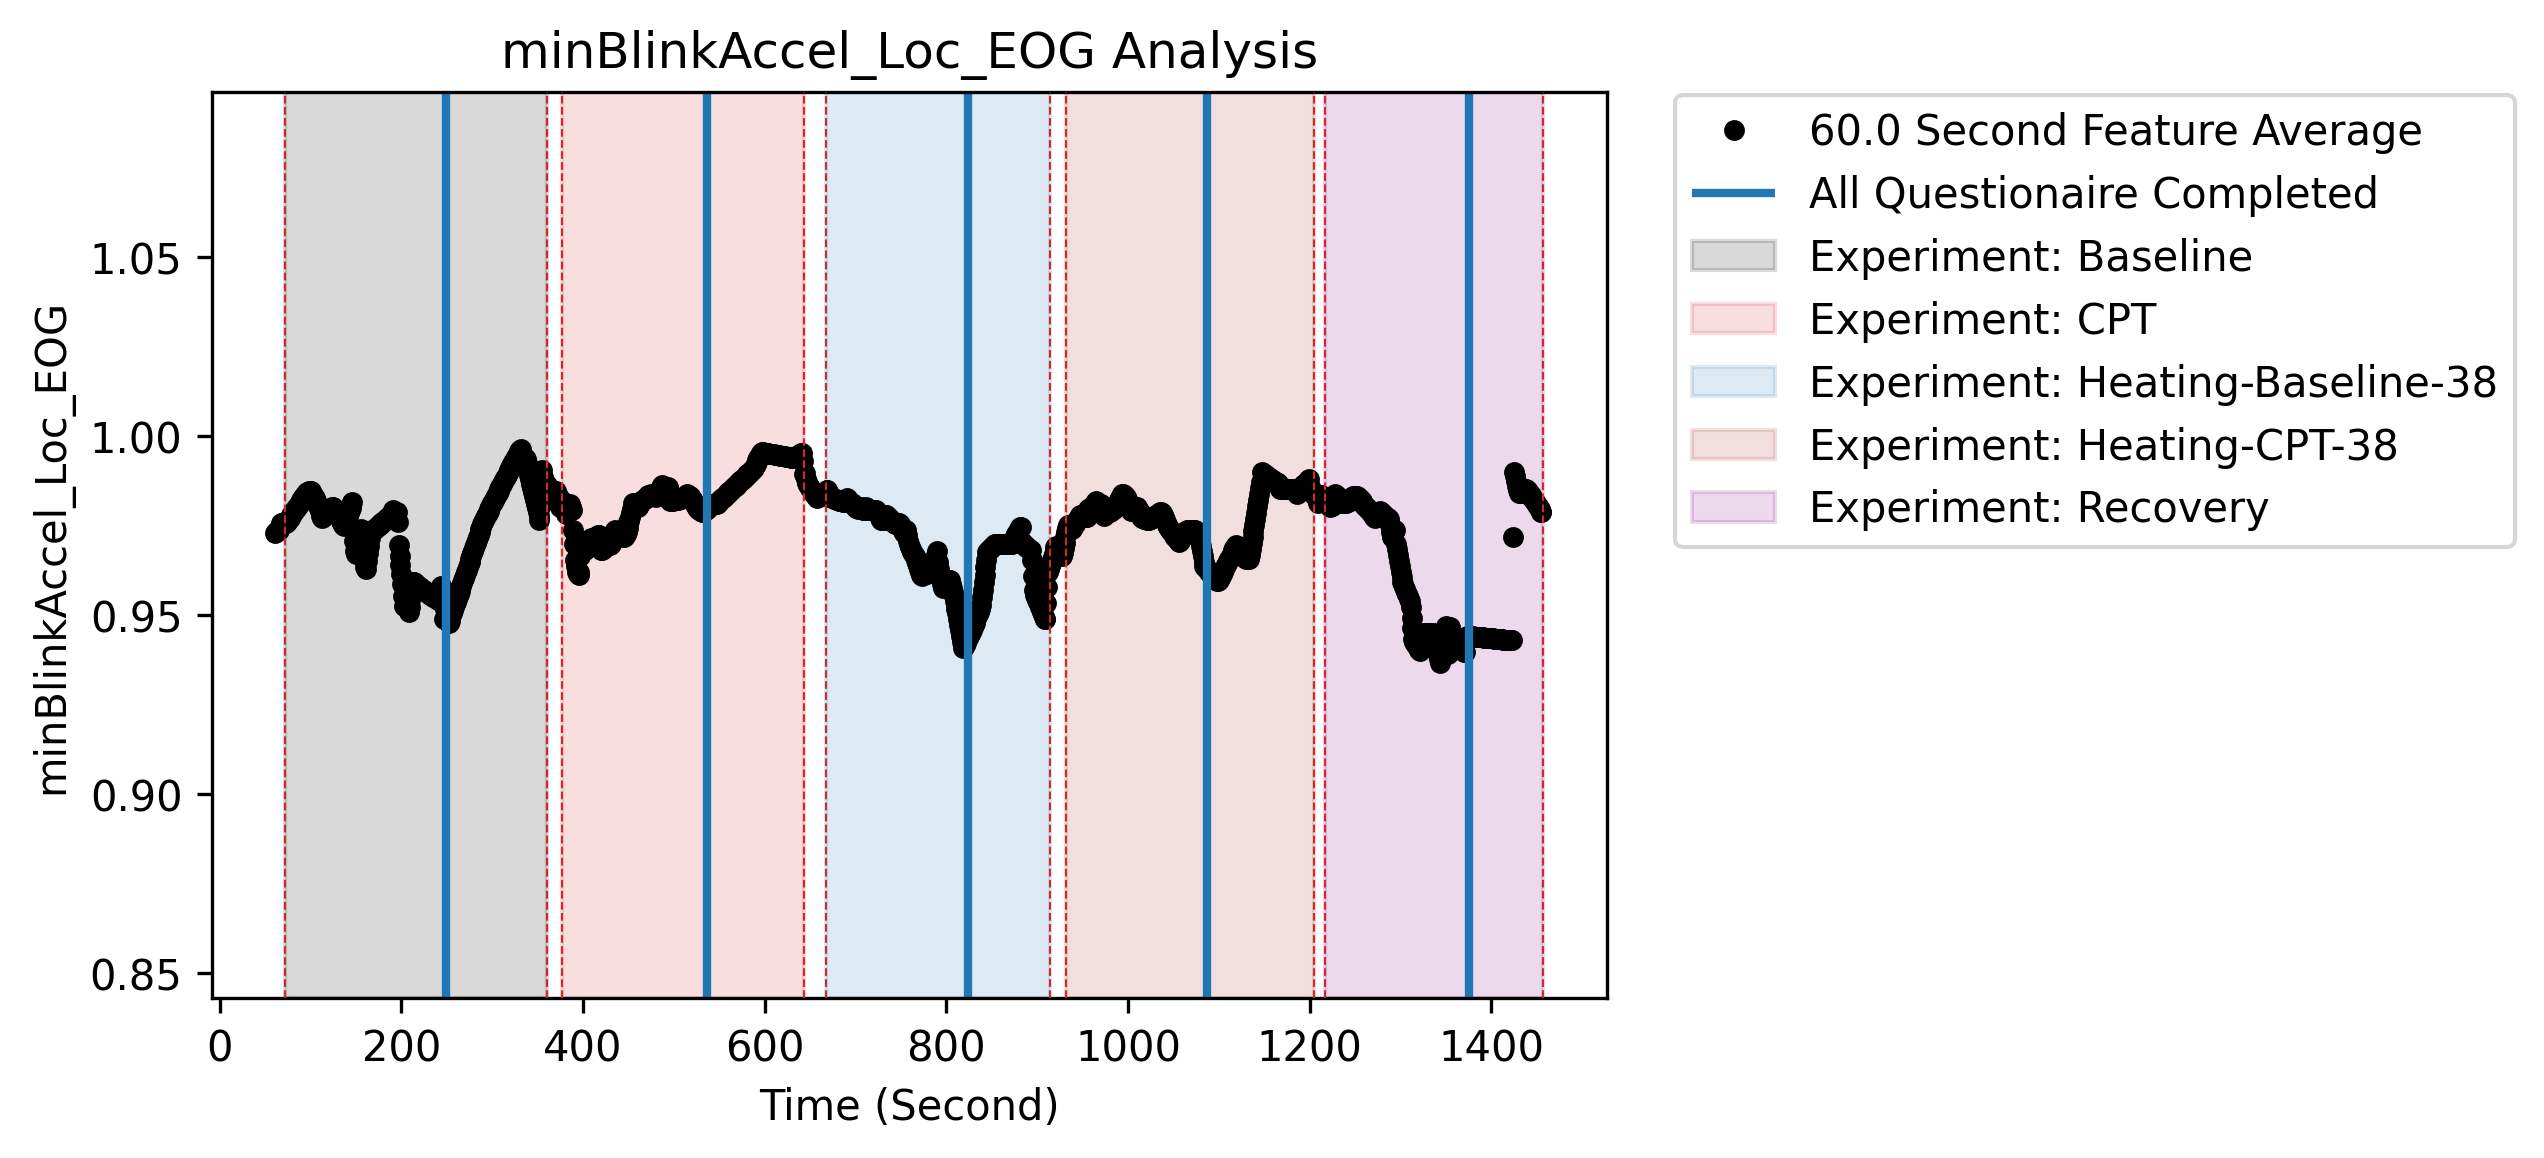 minBlinkAccel_Loc_EOG Analysis
minBlinkAccel_Loc_EOG
1.05
1.00
0.95
0.90
0.85
0 200 400 600 800 1000 1200 1400
Time (Second)
60.0 Second Feature Average
All Questionaire Completed
Experiment: Baseline
Experiment: CPT
Experiment: Heating-Baseline-38
Experiment: Heating-CPT-38
Experiment: Recovery